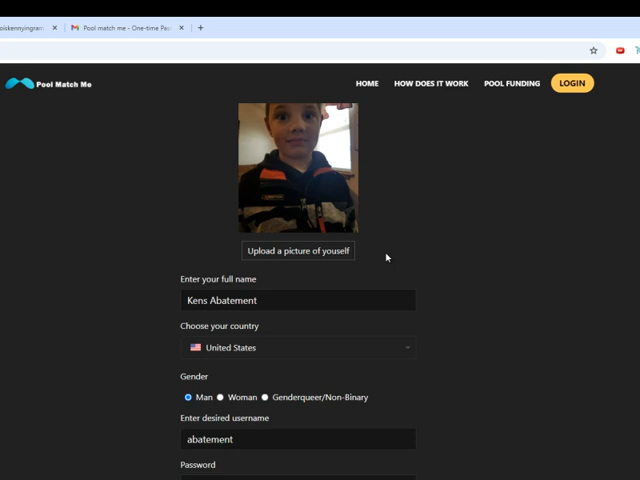 oiskennyingram
Pool match me - One-time Pas
Pool Match Me
HOME HOW DOES IT WORK POOL FUNDING LOGIN
Upload a picture of youself
Enter your full name
Kens Abatement
Choose your country
United States
Gender
Man Woman Genderqueer/Non-Binary
Enter desired username
abatement
Password